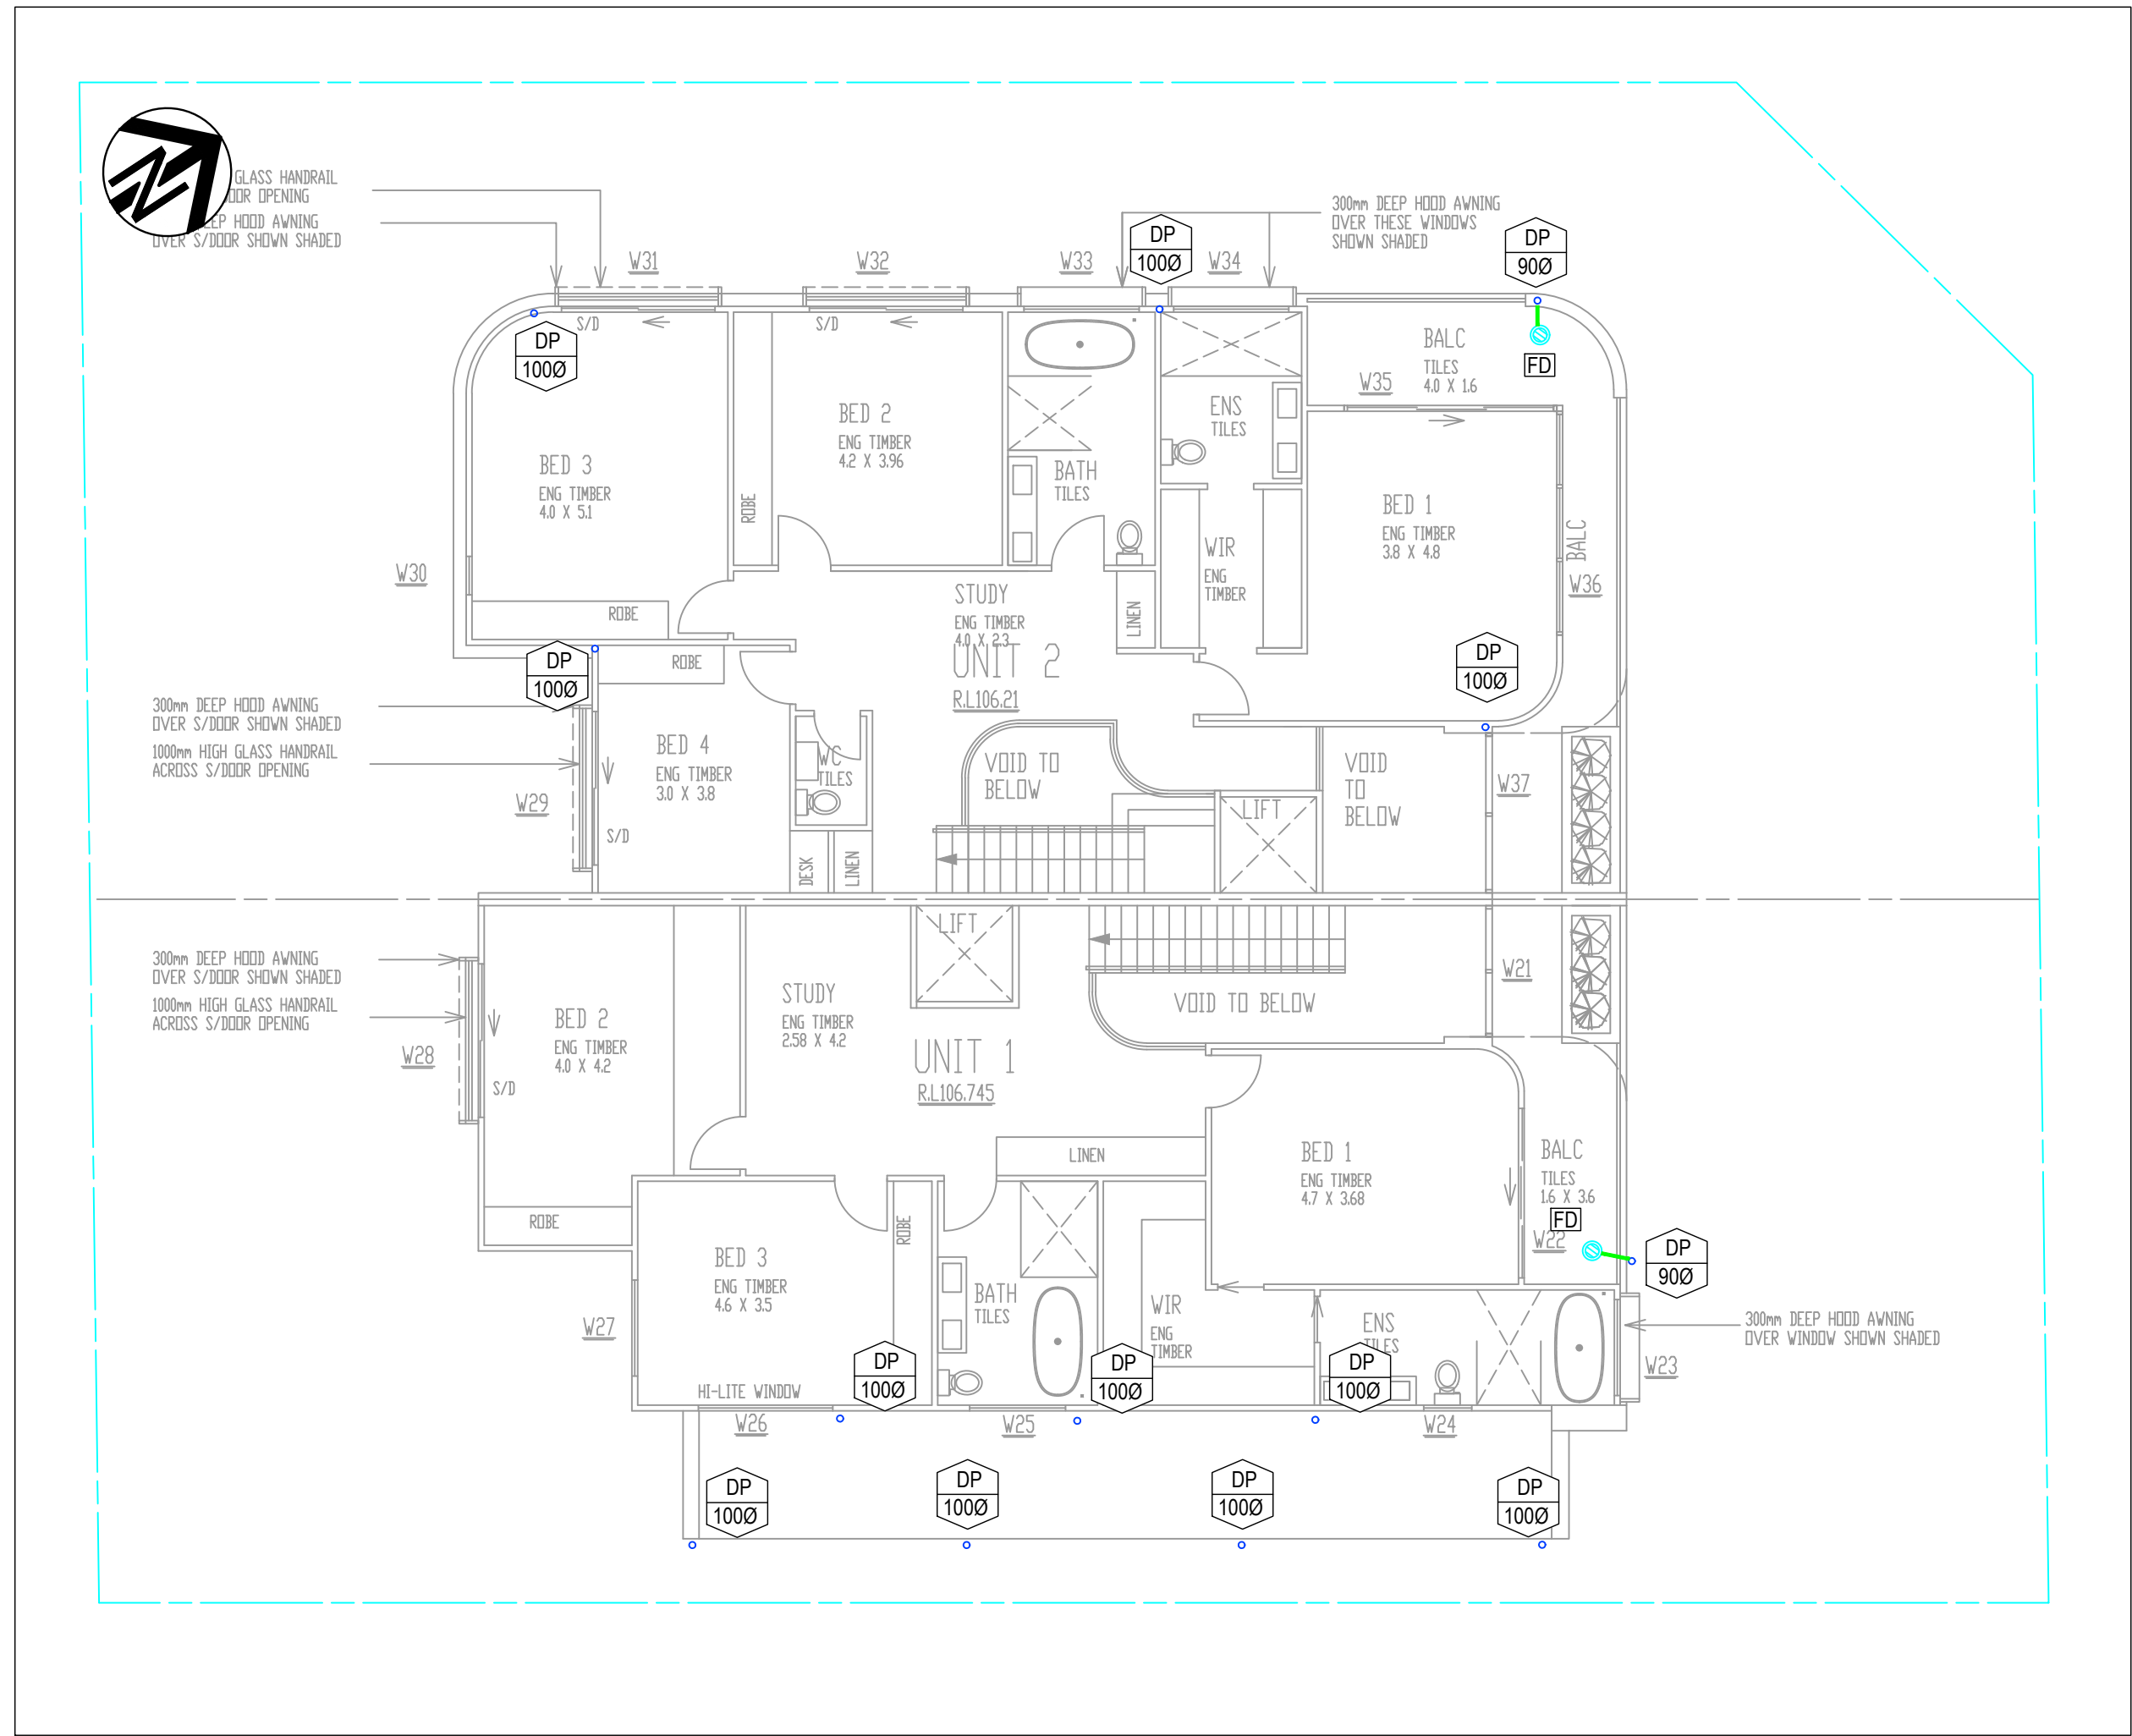 GLASS HANDRAIL
OOR OPENING
EEP HOOD AWNING
OVER S/DOOR SHOWN SHADED
300mm DEEP HOOD AWNING
OVER THESE WINDOWS
SHOWN SHADED
DP
100Ø
DP
90Ø
W31
W32
W33
W34
S/D
S/D
DP
100Ø
BALC
TILES
4.0 X 1.6
FD
W35
BED 3
ENG TIMBER
4.0 X 5.1
ROBE
BED 2
ENG TIMBER
4.2 X 3.96
BATH
TILES
ENS
TILES
BED 1
ENG TIMBER
3.8 X 4.8
BALC
W36
W30
ROBE
STUDY
ENG TIMBER
4.0 X 2.3
UNIT 2
R.L106.21
LINEN
WIR
ENG
TIMBER
DP
100Ø
ROBE
DP
100Ø
300mm DEEP HOOD AWNING
OVER S/DOOR SHOWN SHADED
1000mm HIGH GLASS HANDRAIL
ACROSS S/DOOR OPENING
W29
BED 4
ENG TIMBER
3.0 X 3.8
S/D
WC
TILES
DESK
LINEN
VOID TO
BELOW
LIFT
VOID
TO
BELOW
W37
300mm DEEP HOOD AWNING
OVER S/DOOR SHOWN SHADED
1000mm HIGH GLASS HANDRAIL
ACROSS S/DOOR OPENING
W28
S/D
BED 2
ENG TIMBER
4.0 X 4.2
STUDY
ENG TIMBER
2.58 X 4.2
LIFT
UNIT 1
R.L106.745
VOID TO BELOW
W21
LINEN
BED 1
ENG TIMBER
4.7 X 3.68
BALC
TILES
1.6 X 3.6
FD
W22
DP
90Ø
ROBE
BED 3
ENG TIMBER
4.6 X 3.5
ROBE
BATH
TILES
WIR
ENG
TIMBER
ENS
TILES
300mm DEEP HOOD AWNING
OVER WINDOW SHOWN SHADED
W23
W27
HI-LITE WINDOW
DP
100Ø
DP
100Ø
DP
100Ø
W26
W25
W24
DP
100Ø
DP
100Ø
DP
100Ø
DP
100Ø